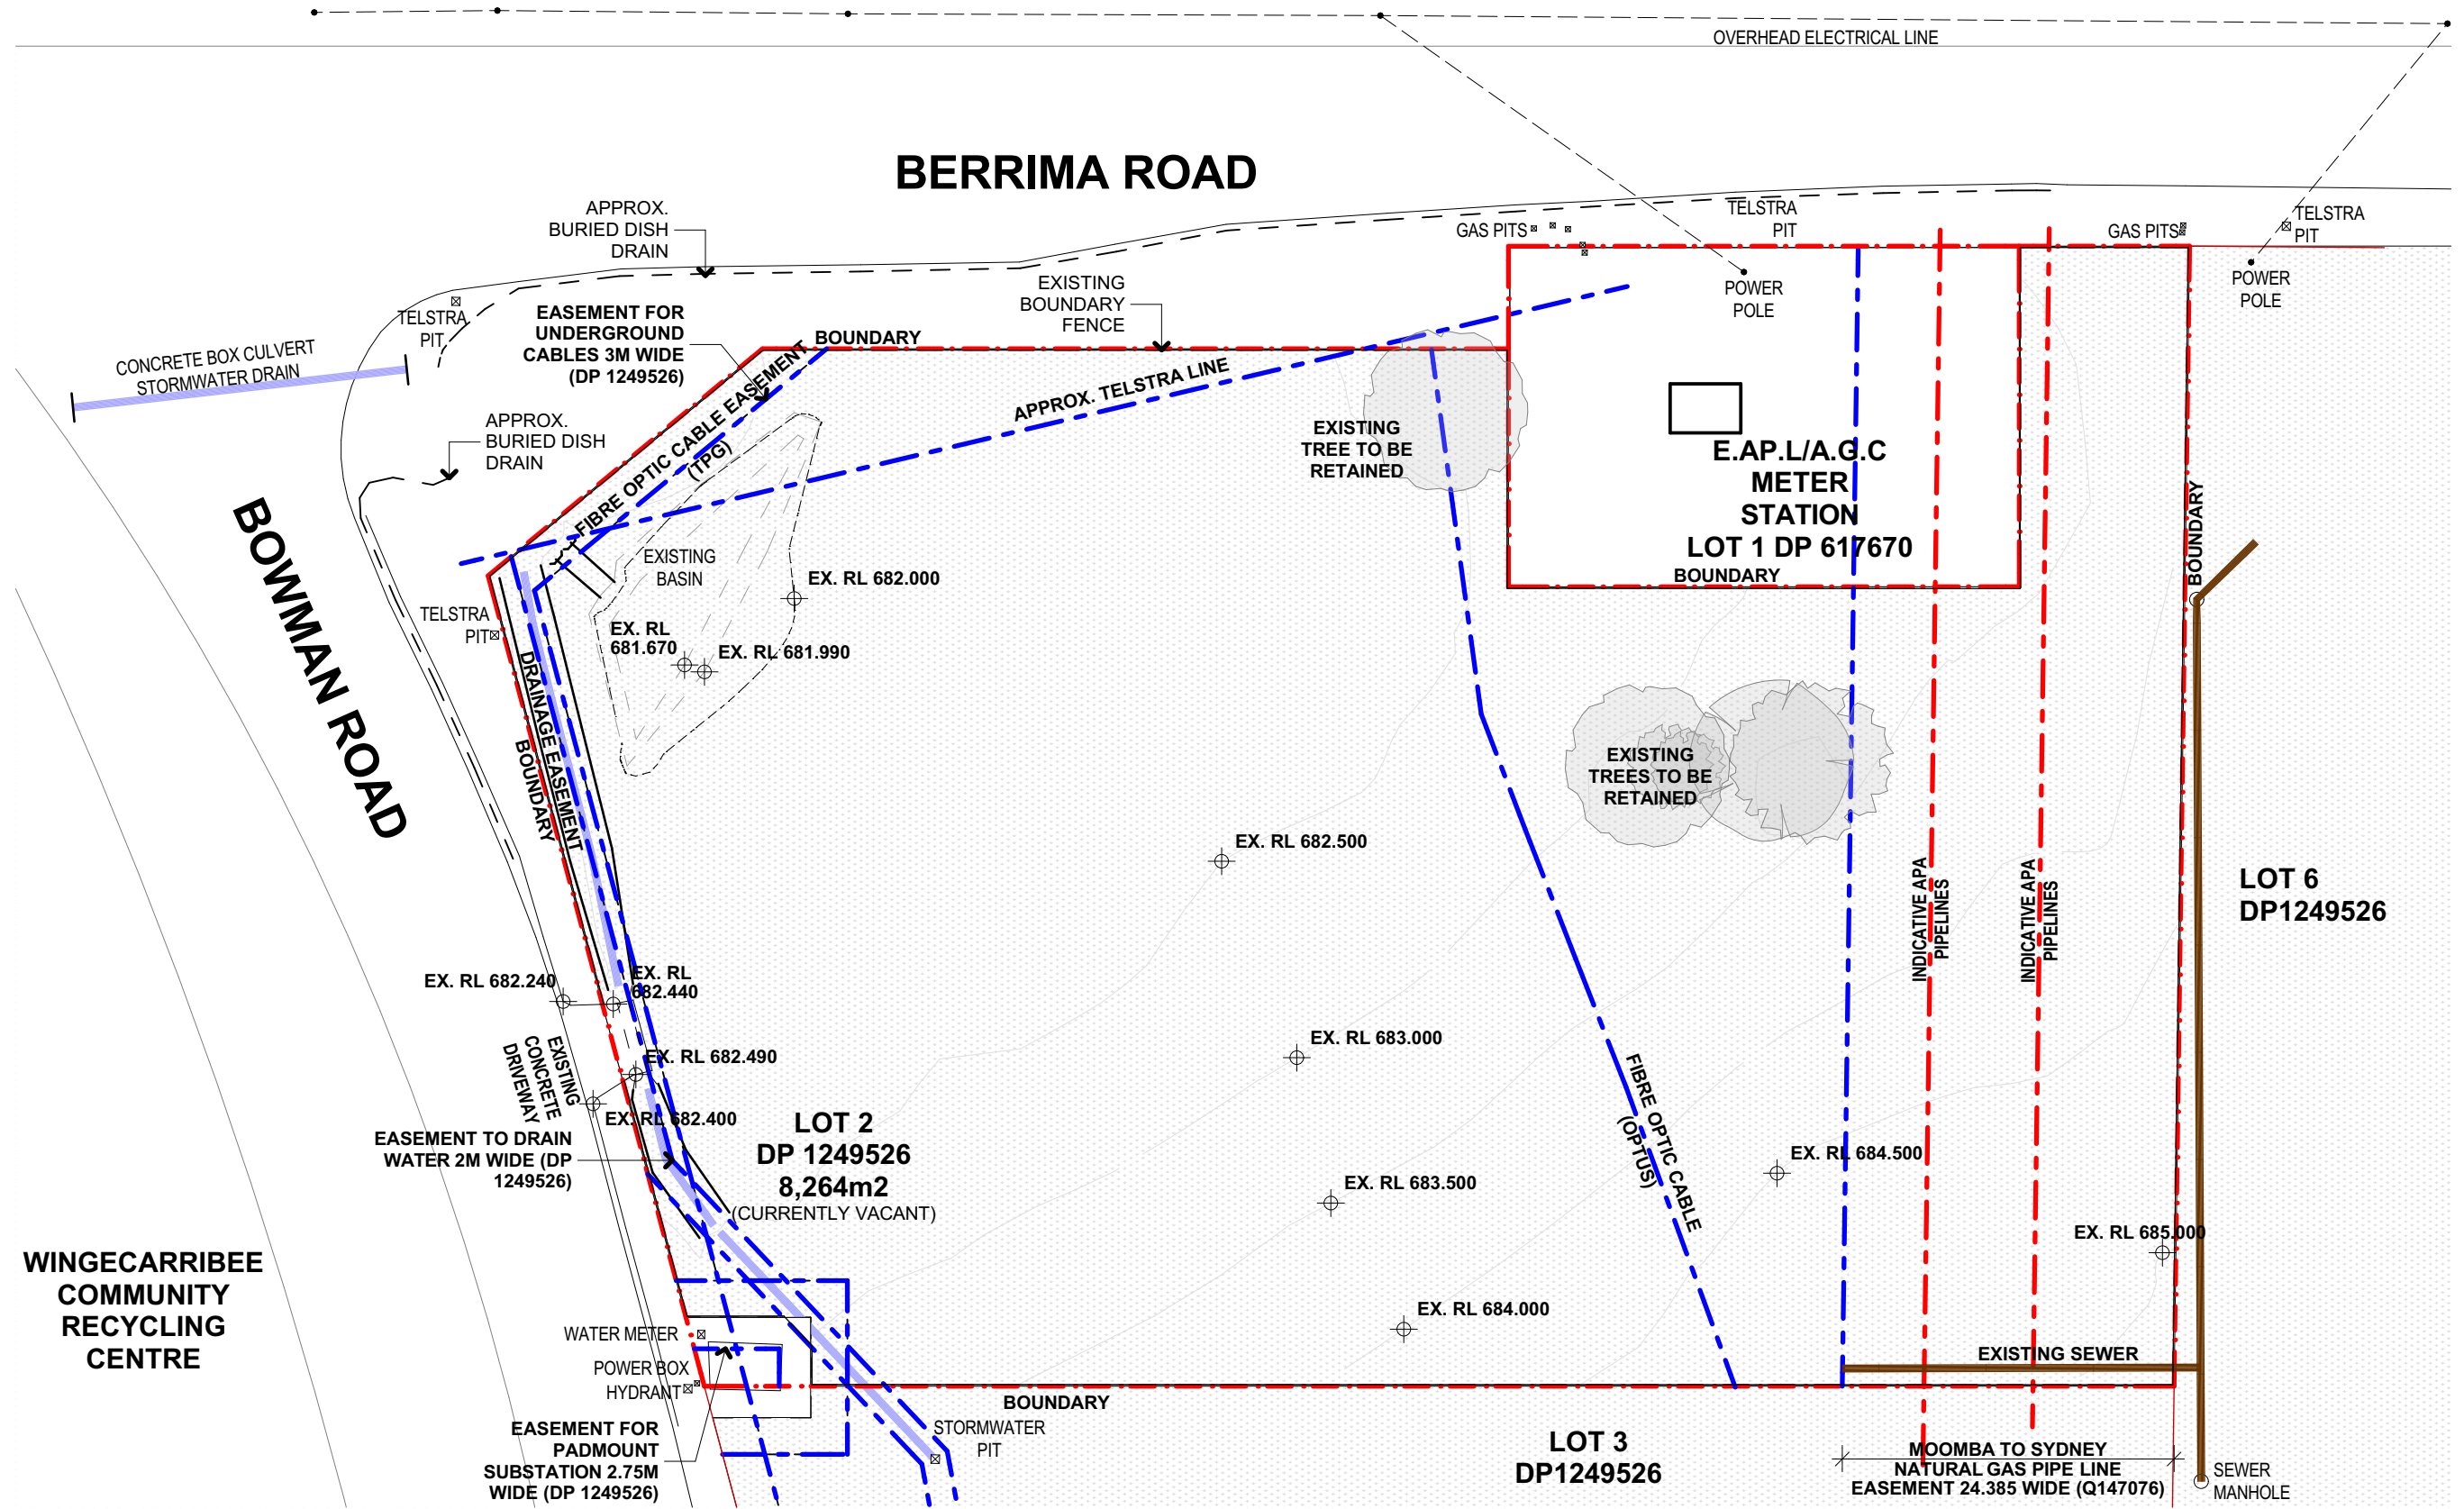 OVERHEAD ELECTRICAL LINE
BERRIMA ROAD
APPROX.
BURIED DISH
DRAIN
TELSTRA
PIT
GAS PITS
TELSTRA
PIT
GAS PITS
POWER
POLE
POWER
POLE
EXISTING
BOUNDARY
FENCE
TELSTRA
PIT
EASEMENT FOR
UNDERGROUND
CABLES 3M WIDE
(DP 1249526)
BOUNDARY
CONCRETE BOX CULVERT
STORMWATER DRAIN
APPROX. TELSTRA LINE
FIBRE OPTIC CABLE EASEMENT
(TPG)
APPROX.
BURIED DISH
DRAIN
EXISTING
TREE TO BE
RETAINED
E.AP.L/A.G.C
METER
STATION
LOT 1 DP 617670
BOUNDARY
BOUNDARY
BOWMAN ROAD
EXISTING
BASIN
EX. RL 682.000
TELSTRA
PIT
EX. RL
681.670
EX. RL 681.990
DRAINAGE EASEMENT
BOUNDARY
EXISTING
TREES TO BE
RETAINED
EX. RL 682.500
INDICATIVE APA
PIPELINES
INDICATIVE APA
PIPELINES
LOT 6
DP1249526
EX. RL 682.240
EX. RL
682.440
EXISTING
CONCRETE
DRIVEWAY
EX. RL 682.490
EX. RL 682.400
EX. RL 683.000
FIBRE OPTIC CABLE
(OPTUS)
EASEMENT TO DRAIN
WATER 2M WIDE (DP
1249526)
LOT 2
DP 1249526
8,264m2
(CURRENTLY VACANT)
EX. RL 684.500
EX. RL 683.500
EX. RL 685.000
WINGECARRIBEE
COMMUNITY
RECYCLING
CENTRE
EX. RL 684.000
WATER METER
POWER BOX
HYDRANT
EXISTING SEWER
BOUNDARY
EASEMENT FOR
PADMOUNT
SUBSTATION 2.75M
WIDE (DP 1249526)
STORMWATER
PIT
LOT 3
DP1249526
MOOMBA TO SYDNEY
NATURAL GAS PIPE LINE
EASEMENT 24.385 WIDE (Q147076)
SEWER
MANHOLE